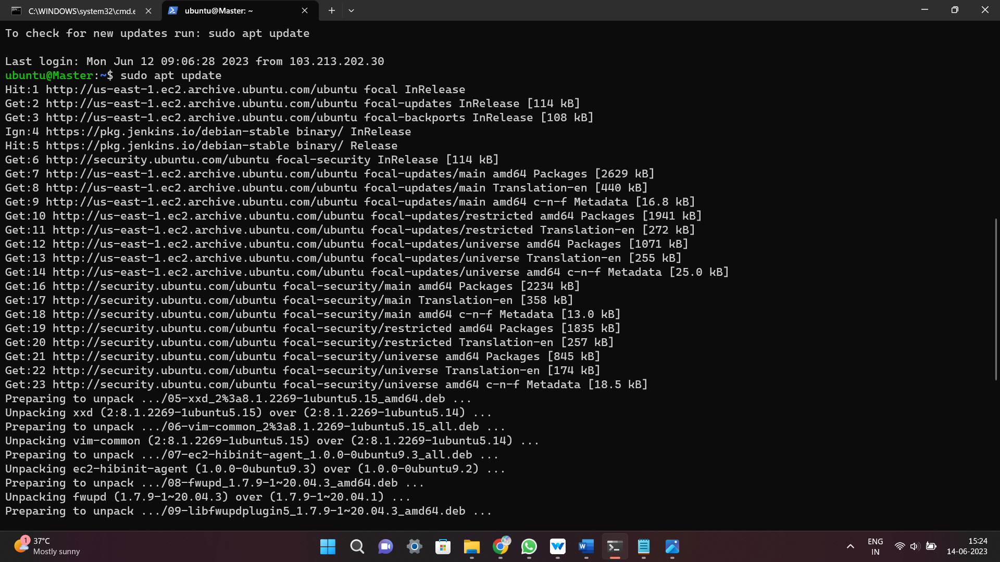 C:\WINDOWS\system32\cmd.e
ubuntu@Master: ~
To check for new updates run: sudo apt update
Last login: Mon Jun 12 09:06:28 2023 from 103.213.202.30
ubuntu@Master:~$ sudo apt update
Hit:1 http://us-east-1.ec2.archive.ubuntu.com/ubuntu focal InRelease
Get:2 http://us-east-1.ec2.archive.ubuntu.com/ubuntu focal-updates InRelease [114 kB]
Get:3 http://us-east-1.ec2.archive.ubuntu.com/ubuntu focal-backports InRelease [108 kB]
Ign:4 https://pkg.jenkins.io/debian-stable binary/ InRelease
Hit:5 https://pkg.jenkins.io/debian-stable binary/ Release
Get:6 http://security.ubuntu.com/ubuntu focal-security InRelease [114 kB]
Get:7 http://us-east-1.ec2.archive.ubuntu.com/ubuntu focal-updates/main amd64 Packages [2629 kB]
Get:8 http://us-east-1.ec2.archive.ubuntu.com/ubuntu focal-updates/main Translation-en [440 kB]
Get:9 http://us-east-1.ec2.archive.ubuntu.com/ubuntu focal-updates/main amd64 c-n-f Metadata [16.8 kB]
Get:10 http://us-east-1.ec2.archive.ubuntu.com/ubuntu focal-updates/restricted amd64 Packages [1941 kB]
Get:11 http://us-east-1.ec2.archive.ubuntu.com/ubuntu focal-updates/restricted Translation-en [272 kB]
Get:12 http://us-east-1.ec2.archive.ubuntu.com/ubuntu focal-updates/universe amd64 Packages [1071 kB]
Get:13 http://us-east-1.ec2.archive.ubuntu.com/ubuntu focal-updates/universe Translation-en [255 kB]
Get:14 http://us-east-1.ec2.archive.ubuntu.com/ubuntu focal-updates/universe amd64 c-n-f Metadata [25.0 kB]
Get:16 http://security.ubuntu.com/ubuntu focal-security/main amd64 Packages [2234 kB]
Get:17 http://security.ubuntu.com/ubuntu focal-security/main Translation-en [358 kB]
Get:18 http://security.ubuntu.com/ubuntu focal-security/main amd64 c-n-f Metadata [13.0 kB]
Get:19 http://security.ubuntu.com/ubuntu focal-security/restricted amd64 Packages [1835 kB]
Get:20 http://security.ubuntu.com/ubuntu focal-security/restricted Translation-en [257 kB]
Get:21 http://security.ubuntu.com/ubuntu focal-security/universe amd64 Packages [845 kB]
Get:22 http://security.ubuntu.com/ubuntu focal-security/universe Translation-en [174 kB]
Get:23 http://security.ubuntu.com/ubuntu focal-security/universe amd64 c-n-f Metadata [18.5 kB]
Preparing to unpack .../05-xxd_2%3a8.1.2269-1ubuntu5.15_amd64.deb ...
Unpacking xxd (2:8.1.2269-1ubuntu5.15) over (2:8.1.2269-1ubuntu5.14) ...
Preparing to unpack .../06-vim-common_2%3a8.1.2269-1ubuntu5.15_all.deb ...
Unpacking vim-common (2:8.1.2269-1ubuntu5.15) over (2:8.1.2269-1ubuntu5.14) ...
Preparing to unpack .../07-ec2-hibinit-agent_1.0.0-0ubuntu9.3_all.deb ...
Unpacking ec2-hibinit-agent (1.0.0-0ubuntu9.3) over (1.0.0-0ubuntu9.2) ...
Preparing to unpack .../08-fwupd_1.7.9-1~20.04.3_amd64.deb ...
Unpacking fwupd (1.7.9-1~20.04.3) over (1.7.9-1~20.04.1) ...
Preparing to unpack .../09-libfwupdplugin5_1.7.9-1~20.04.3_amd64.deb ...
1
37°C
Mostly sunny
W
ENG
IN
15:24
14-06-2023